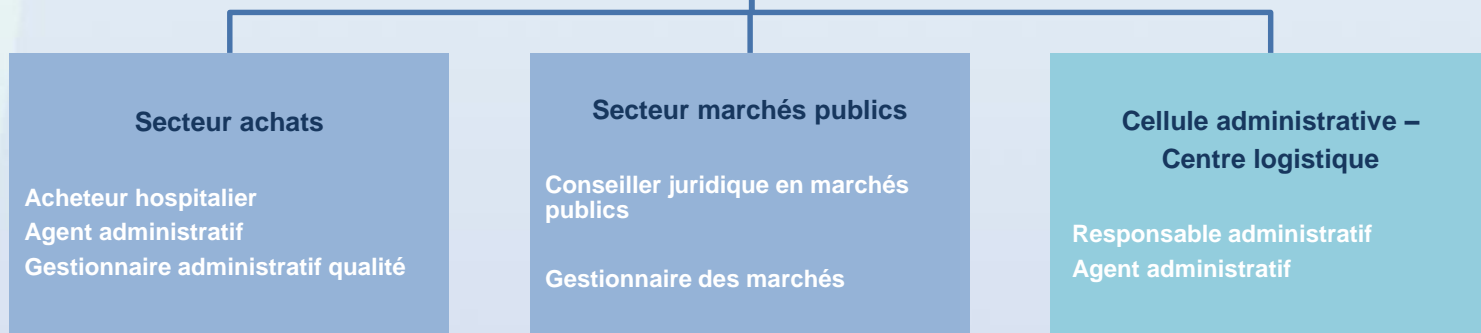 Secteur achats
Acheteur hospitalier
Agent administratif
Gestionnaire administratif qualité
Secteur marchés publics
Conseiller juridique en marchés
publics
Gestionnaire des marchés
Cellule administrative –
Centre logistique
Responsable administratif
Agent administratif